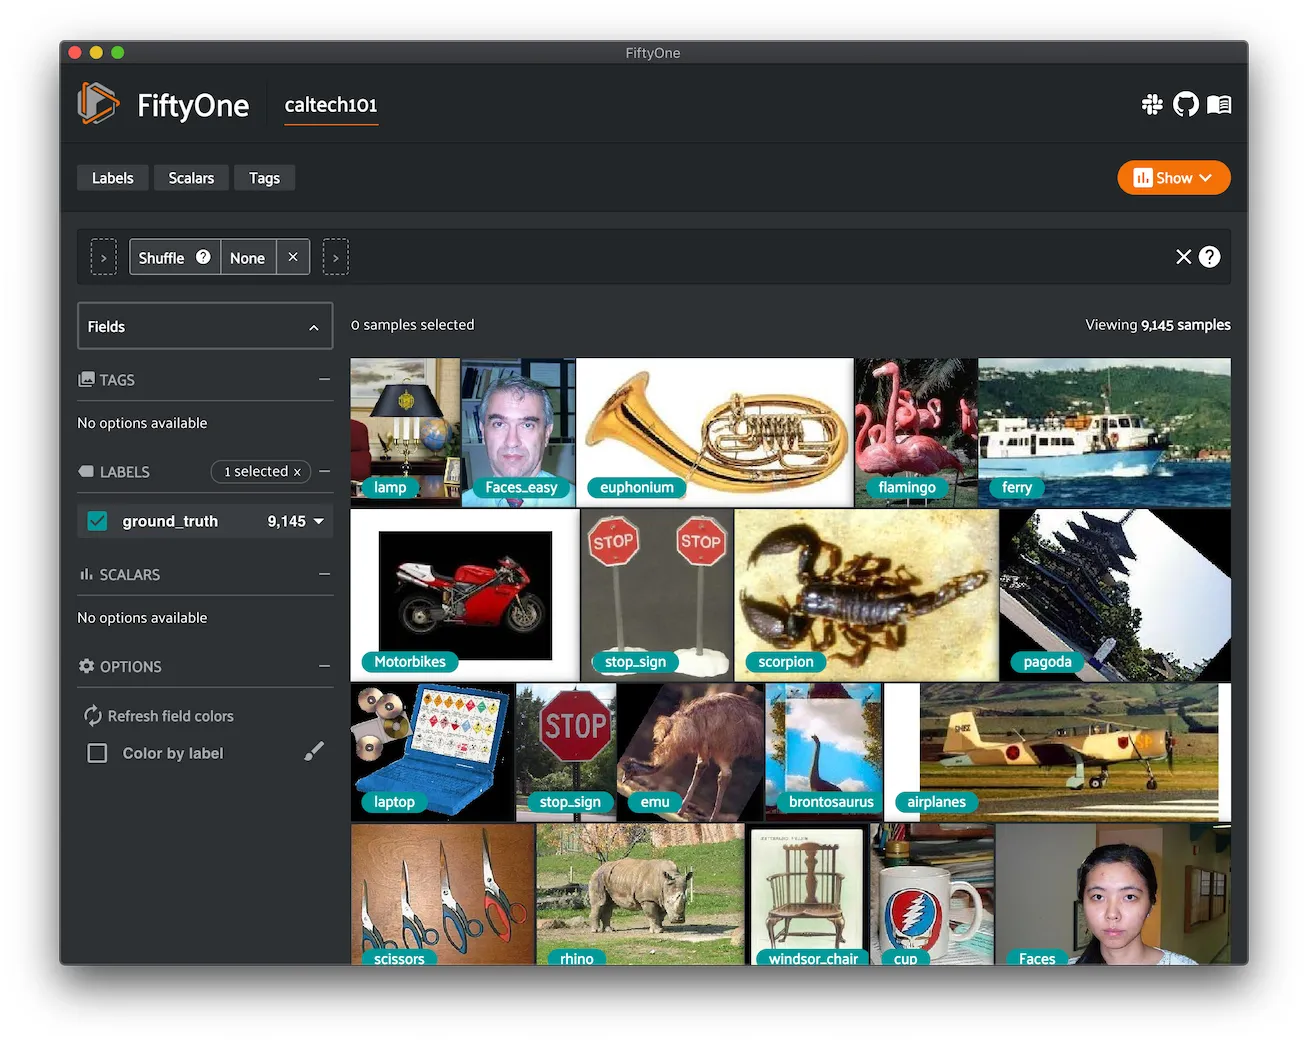 FiftyOne
FiftyOne
caltech101
Labels
Scalars
Tags
Show
> Shuffle ? None × >
× ?
Fields
0 samples selected
Viewing 9,145 samples
TAGS
No options available
LABELS
1 selected ×
ground_truth
9,145
SCALARS
No options available
OPTIONS
Refresh field colors
Color by label
lamp
Faces_easy
euphonium
flamingo
ferry
STOP
STOP
Motorbikes
stop_sign
scorpion
pagoda
STOP
laptop
stop_sign
emu
brontosaurus
airplanes
scissors
rhino
windsor_chair
cup
Faces